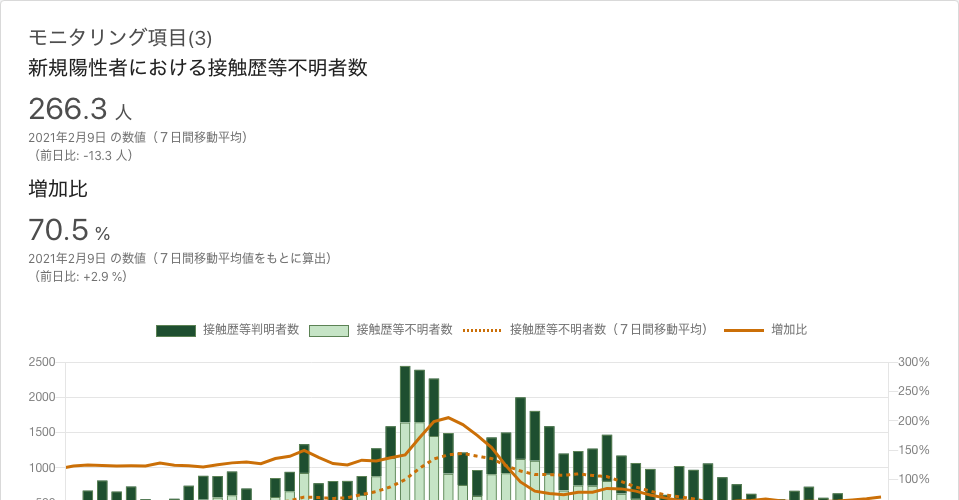 モニタリング項目(3)
新規陽性者における接触歴等不明者数
266.3 人
2021年2月9日 の数値（７日間移動平均）
（前日比: -13.3 人）
増加比
70.5 %
2021年2月9日 の数値（７日間移動平均値をもとに算出）
（前日比: +2.9 %）
接触歴等判明者数 接触歴等不明者数 接触歴等不明者数（７日間移動平均） 増加比
2500 300%
250%
2000
200%
1500
150%
1000
100%